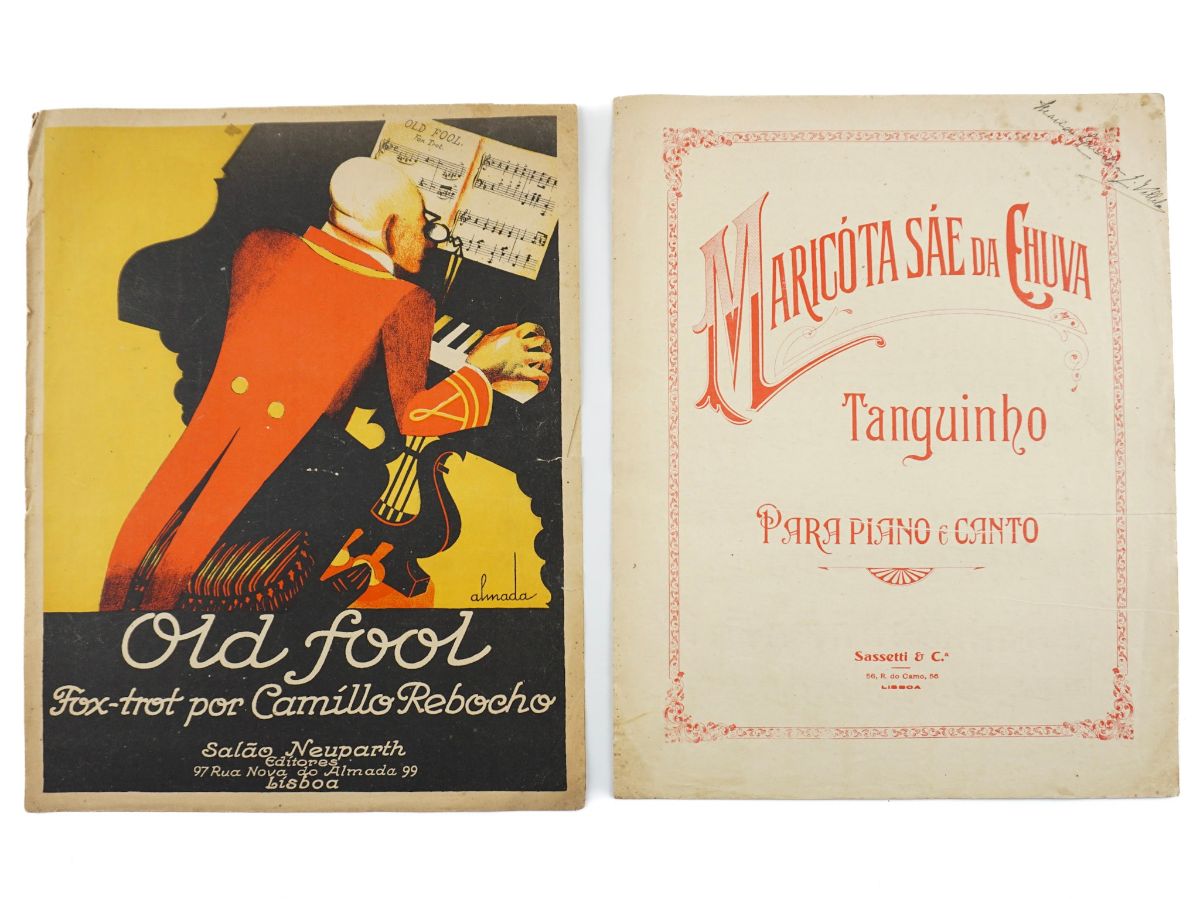 OLD FOOL.
Fox Trot.
almada
Old fool
Fox-trot por Camíllo Rebocho
Salão Neuparth
Editores
97 Rua Nova do Almada 99
Lisboa
MARICÓTA SÁE DA CHUVA
Tanguinho
PARA PIANO e CANTO
Sassetti & C.ª
56, R. do Carmo, 56
LISBOA